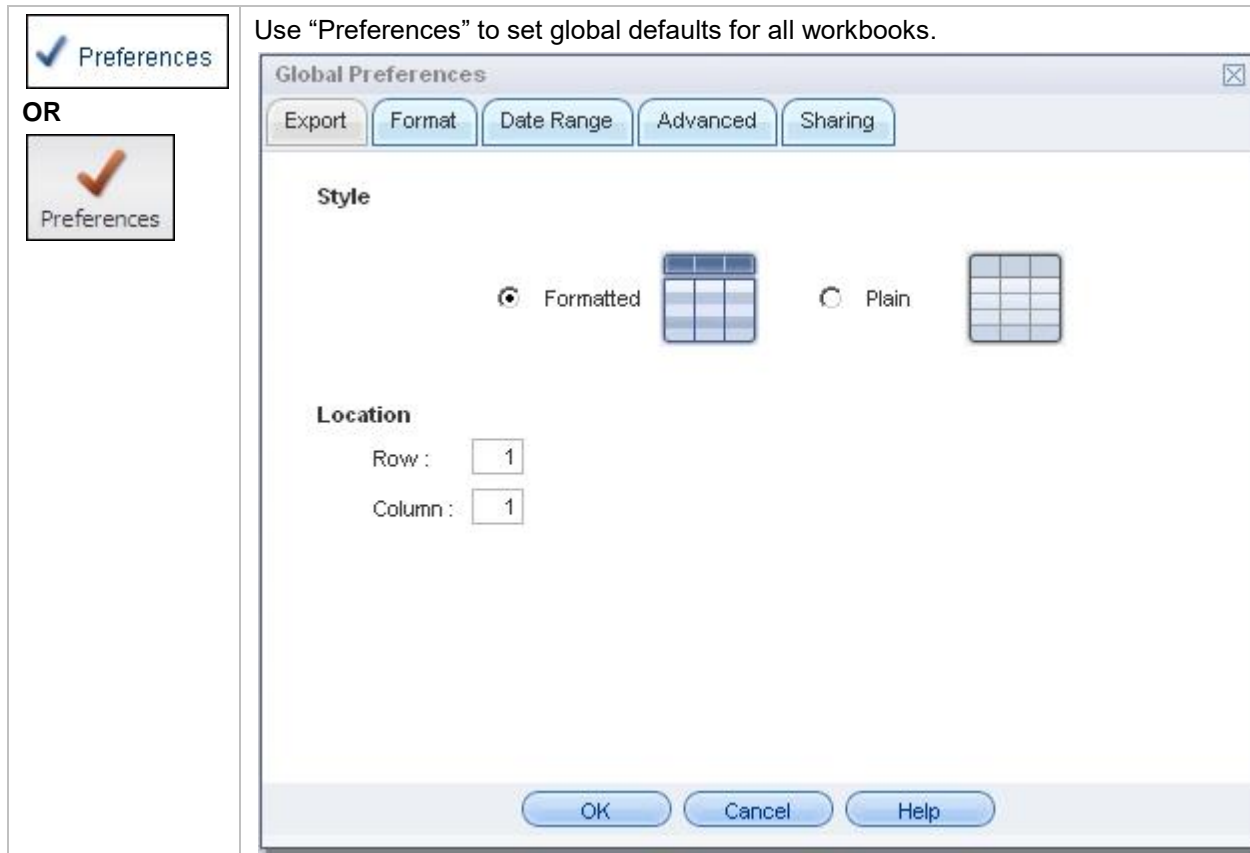 Preferences
OR
Preferences
Use “Preferences” to set global defaults for all workbooks.
Global Preferences
Export Format Date Range Advanced Sharing
Style
Formatted Plain
Location
Row : 1
Column : 1
OK Cancel Help